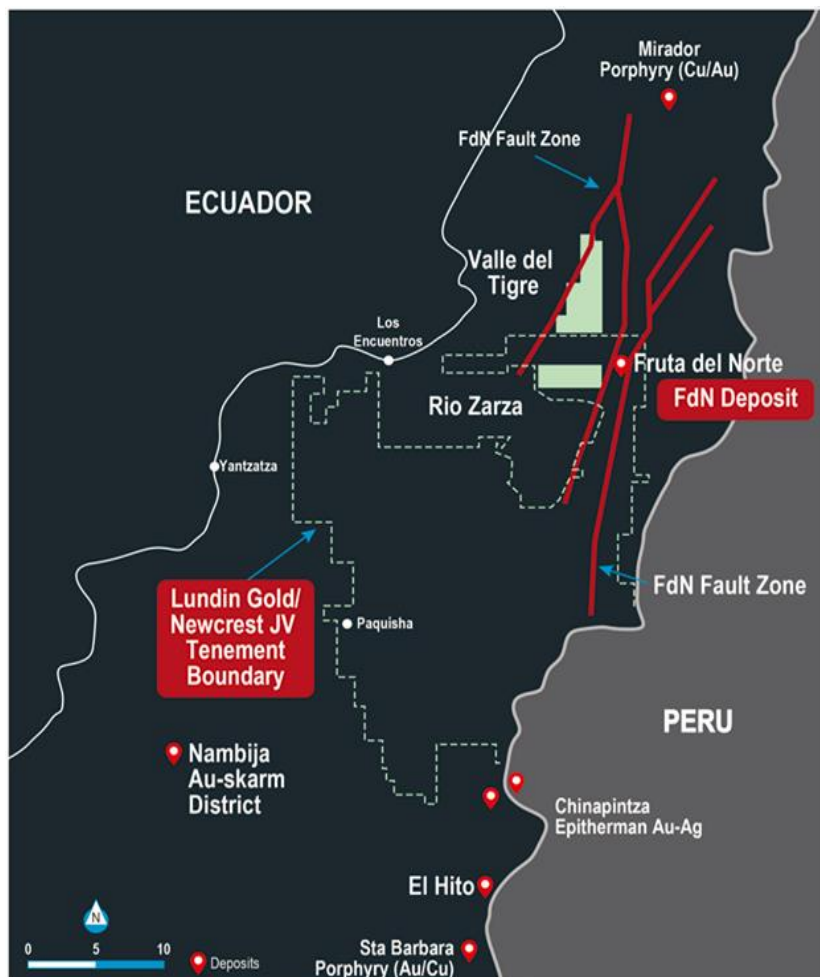 Mirador
Porphyry (Cu/Au)
FdN Fault Zone
ECUADOR
Valle del
Tigre
Los
Encuentros
Fruta del Norte
FdN Deposit
Rio Zarza
Yantzatza
FdN Fault Zone
Lundin Gold/
Newcrest JV
Tenement
Boundary
Paquisha
PERU
Nambija
Au-skarm
District
Chinapintza
Epitherman Au-Ag
El Hito
N
0 5 10
Deposits
Sta Barbara
Porphyry (Au/Cu)